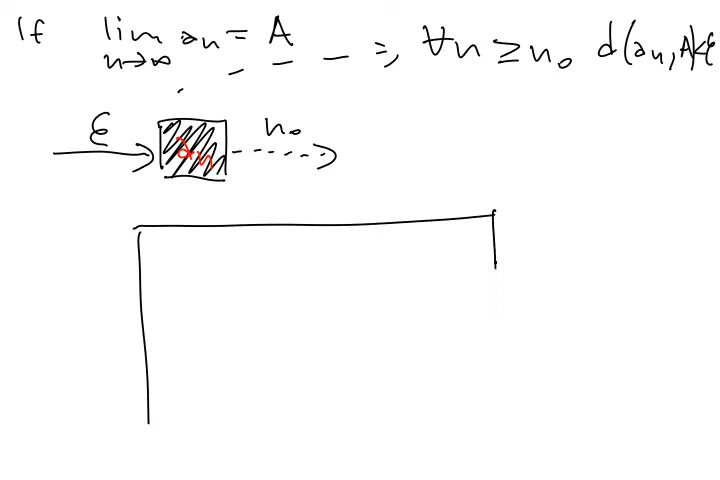 If lim n→∞ an = A ⇒, ∀n ≥ n₀ d(an, A)<ε
ε an n₀